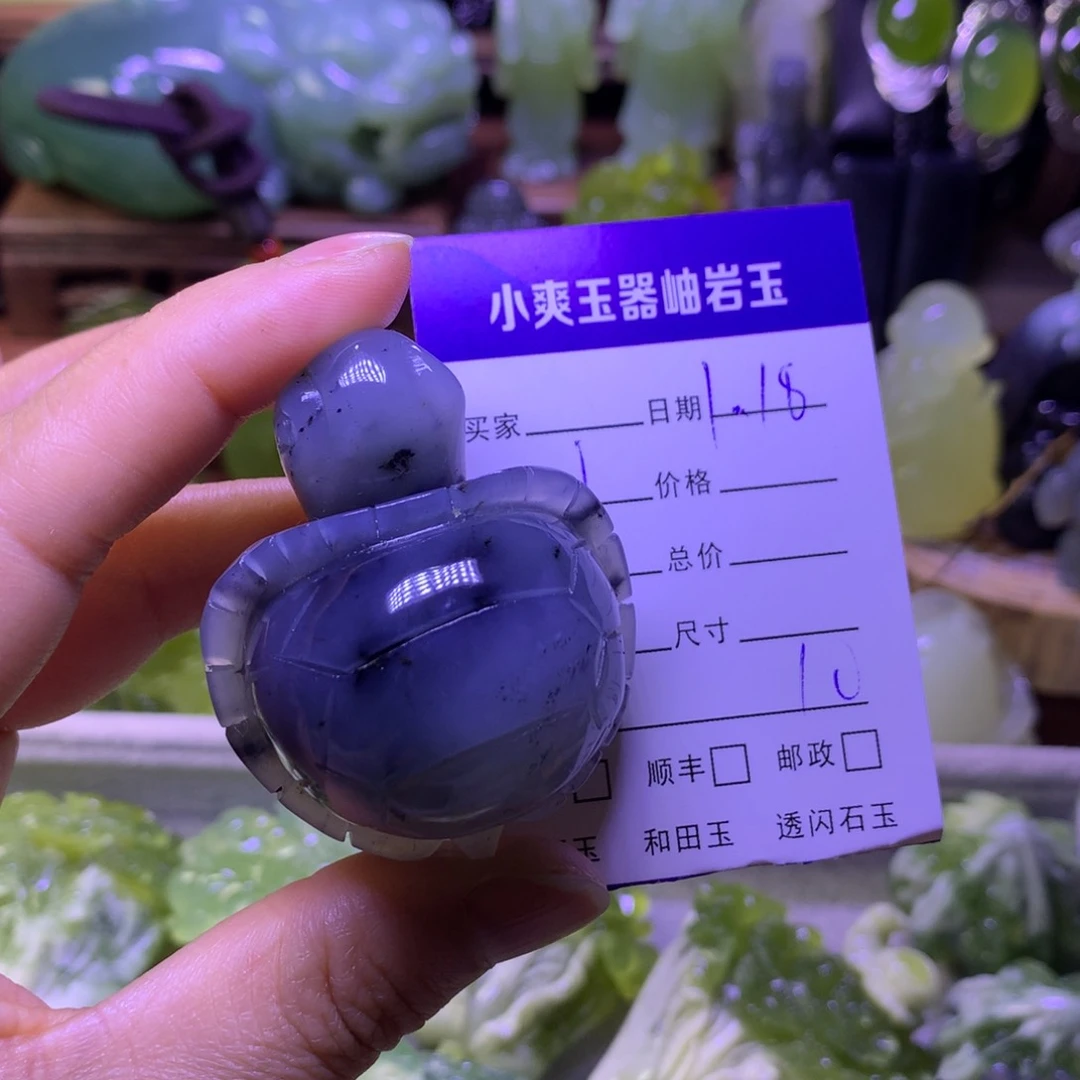 小爽玉器岫岩玉
买家 日期 1.18
价格
总价
尺寸
10
顺丰 邮政
玉 和田玉 透闪石玉